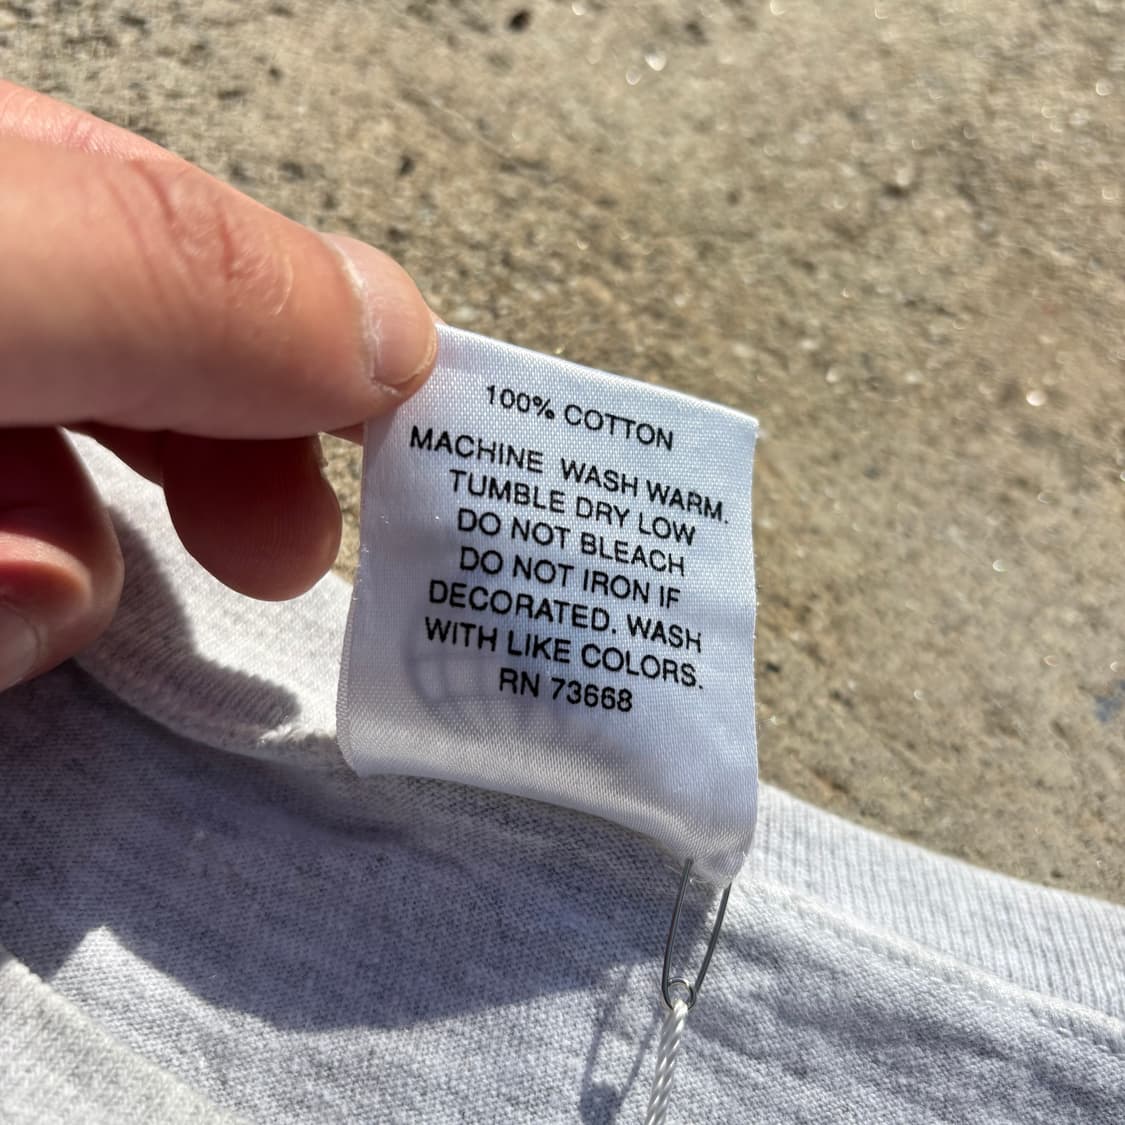 100% COTTON
MACHINE WASH WARM.
TUMBLE DRY LOW
DO NOT BLEACH
DO NOT IRON IF
DECORATED. WASH
WITH LIKE COLORS.
RN 73668